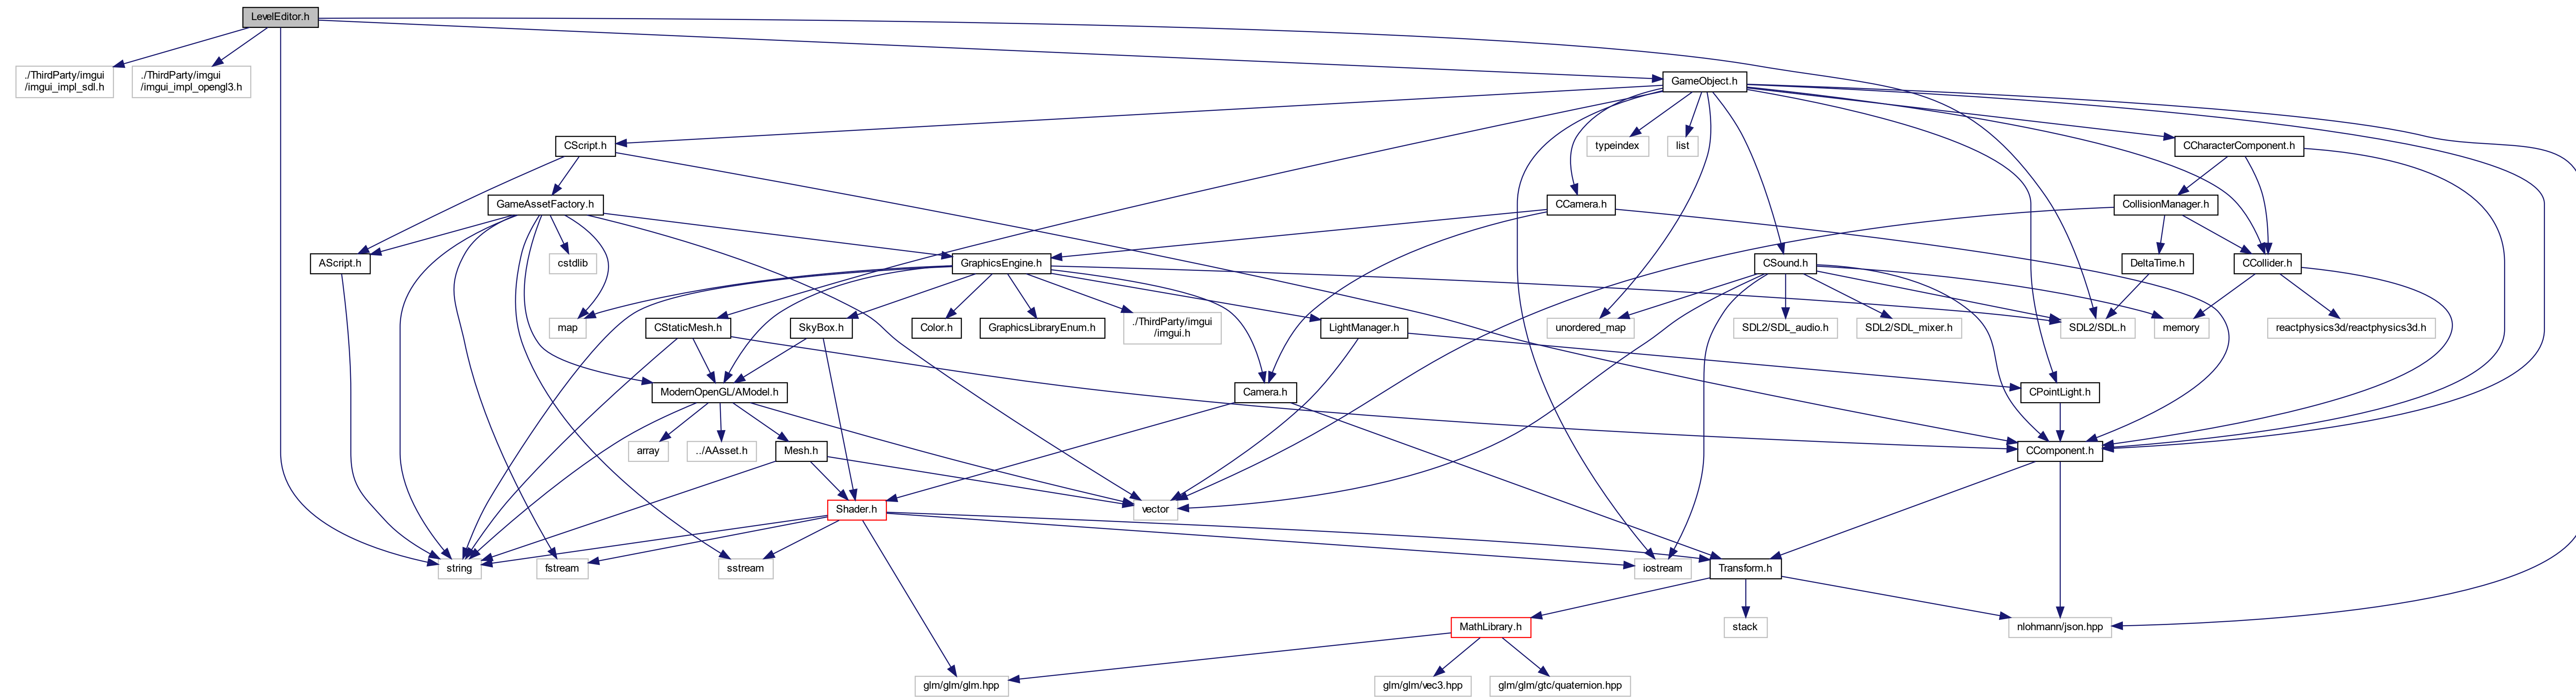 LevelEditor.h
./ThirdParty/imgui
/imgui_impl_sdl.h
./ThirdParty/imgui
/imgui_impl_opengl3.h
GameObject.h
CScript.h
typeindex
list
CCharacterComponent.h
GameAssetFactory.h
CCamera.h
CollisionManager.h
AScript.h
cstdlib
GraphicsEngine.h
CSound.h
DeltaTime.h
CCollider.h
map
CStaticMesh.h
SkyBox.h
Color.h
GraphicsLibraryEnum.h
./ThirdParty/imgui
/imgui.h
LightManager.h
unordered_map
SDL2/SDL_audio.h
SDL2/SDL_mixer.h
SDL2/SDL.h
memory
reactphysics3d/reactphysics3d.h
ModernOpenGL/AModel.h
Camera.h
CPointLight.h
array
../AAsset.h
Mesh.h
CComponent.h
Shader.h
vector
string
fstream
sstream
iostream
Transform.h
MathLibrary.h
stack
nlohmann/json.hpp
glm/glm/glm.hpp
glm/glm/vec3.hpp
glm/glm/gtc/quaternion.hpp